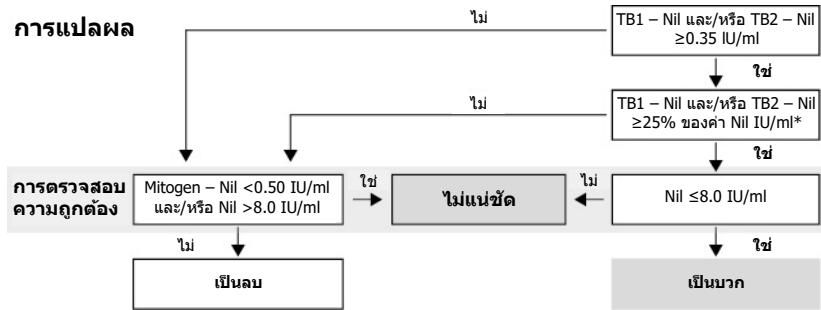 การแปลผล
ไม่
TB1 – Nil และ/หรือ TB2 – Nil
≥0.35 IU/ml
ใช่
ไม่
TB1 – Nil และ/หรือ TB2 – Nil
≥25% ของค่า Nil IU/ml*
ใช่
การตรวจสอบ
ความถูกต้อง
Mitogen – Nil <0.50 IU/ml
และ/หรือ Nil >8.0 IU/ml
ใช่
ไม่แน่ชัด
ไม่
Nil ≤8.0 IU/ml
ไม่
ใช่
เป็นลบ
เป็นบวก